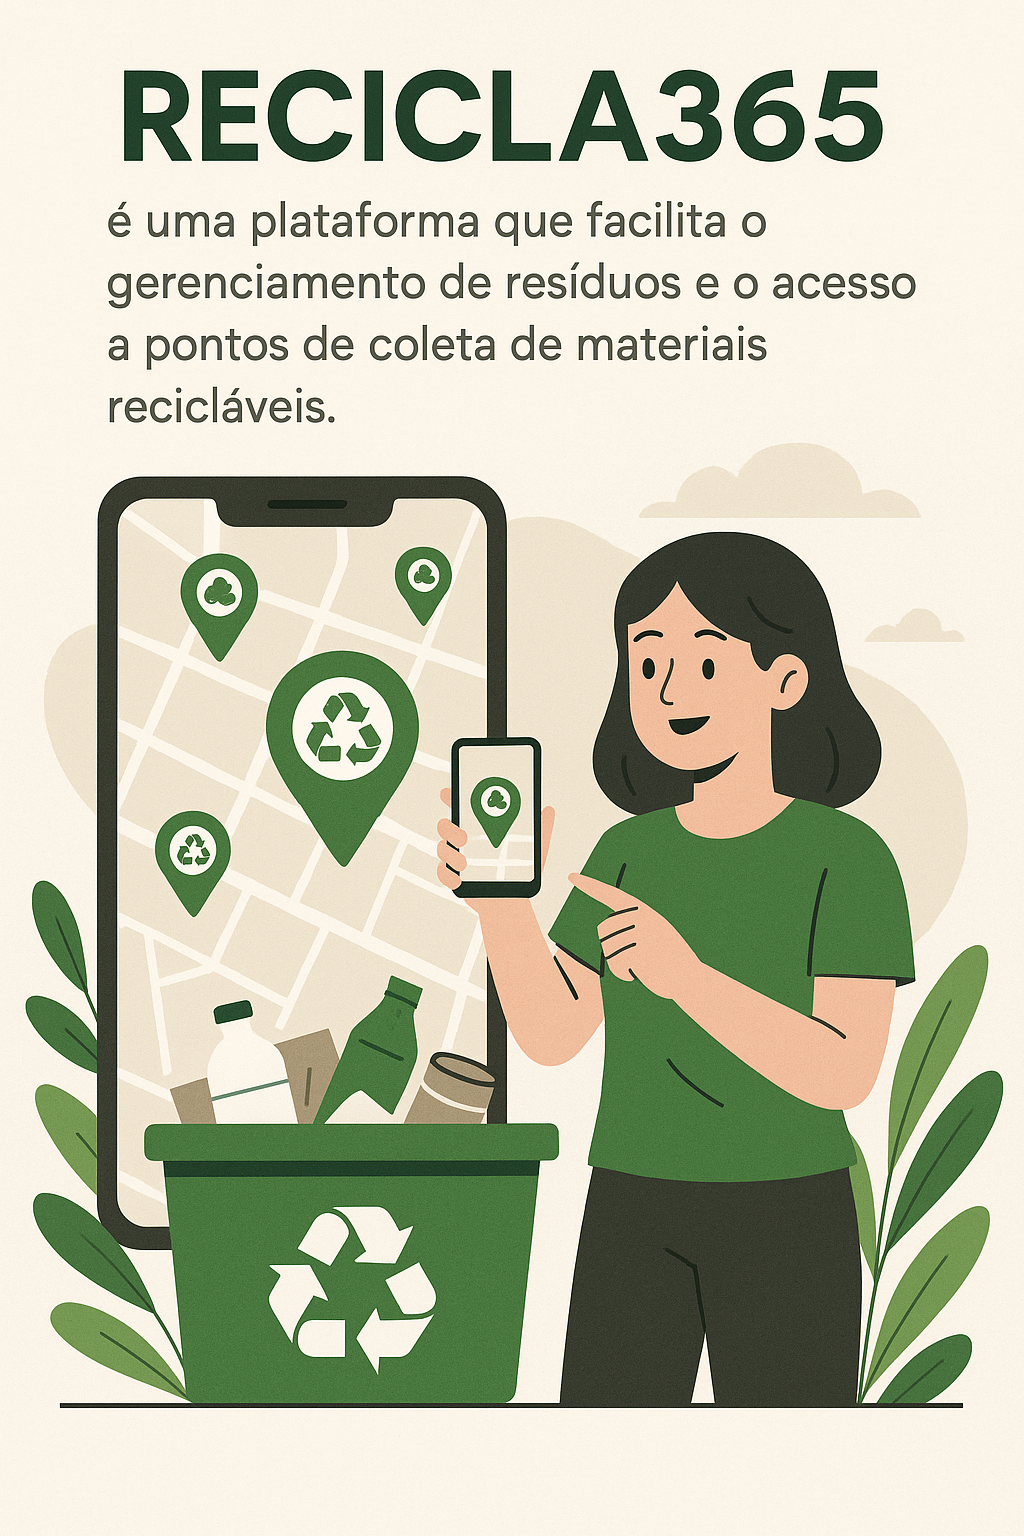 RECICLA365
é uma plataforma que facilita o
gerenciamento de resíduos e o acesso
a pontos de coleta de materiais
recicláveis.